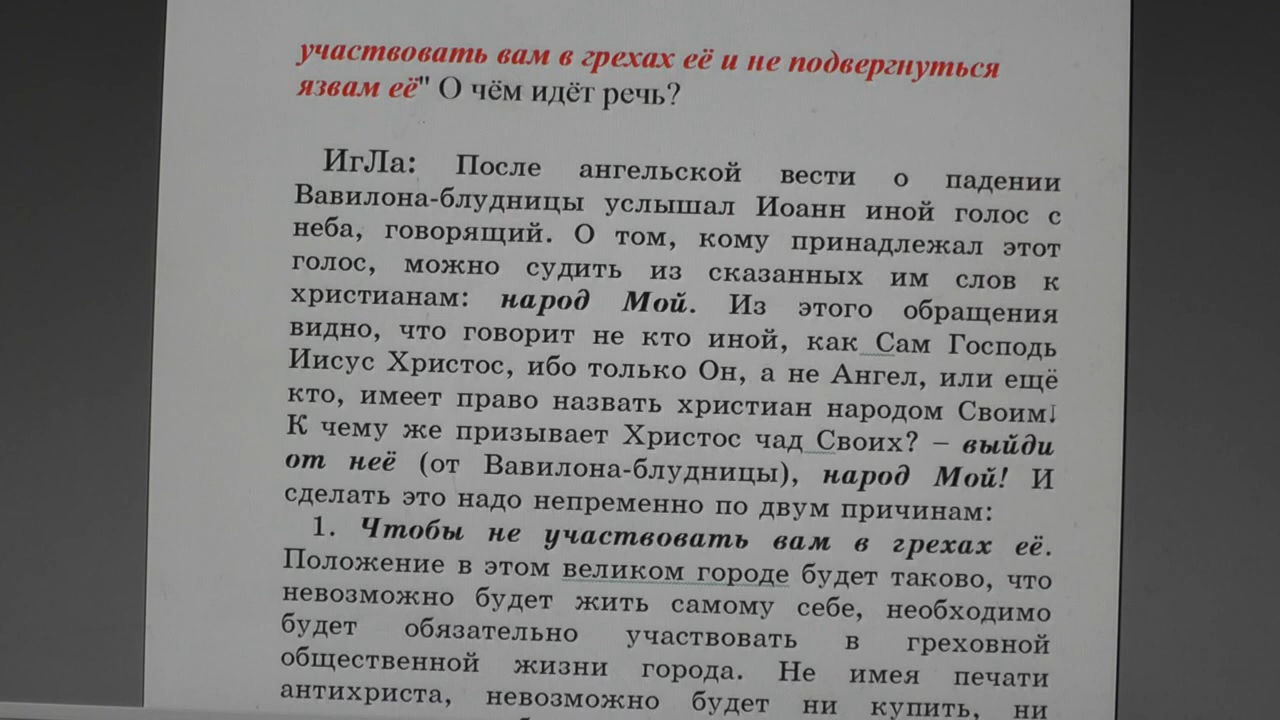 участвовать вам в грехах её и не подвергнуться
язвам её" О чём идёт речь?
ИгЛа: После ангельской вести о падении
Вавилона-блудницы услышал Иоанн иной голос с
неба, говорящий. О том, кому принадлежал этот
голос, можно судить из сказанных им слов к
христианам: народ Мой. Из этого обращения
видно, что говорит не кто иной, как Сам Господь
Иисус Христос, ибо только Он, а не Ангел, или ещё
кто, имеет право назвать христиан народом Своим↓
К чему же призывает Христос чад Своих? – выйди
от неё (от Вавилона-блудницы), народ Мой! И
сделать это надо непременно по двум причинам:
1. Чтобы не участвовать вам в грехах её.
Положение в этом великом городе будет таково, что
невозможно будет жить самому себе, необходимо
будет обязательно участвовать в греховной
общественной жизни города. Не имея печати
антихриста, невозможно будет ни купить, ни